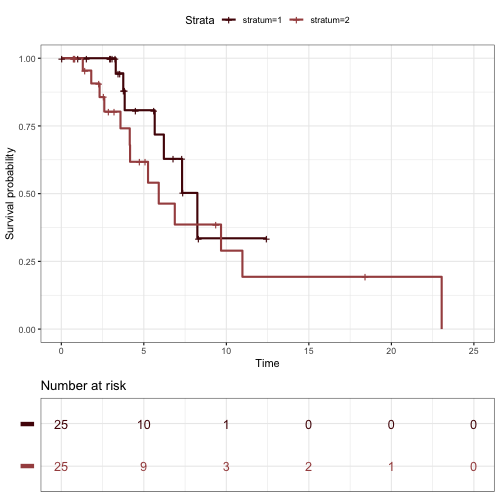 Strata stratum=1 stratum=2
1.00
0.75
0.50
0.25
0.00
Survival probability
0 5 10 15 20 25
Time
Number at risk
25 10 1 0 0 0
25 9 3 2 1 0